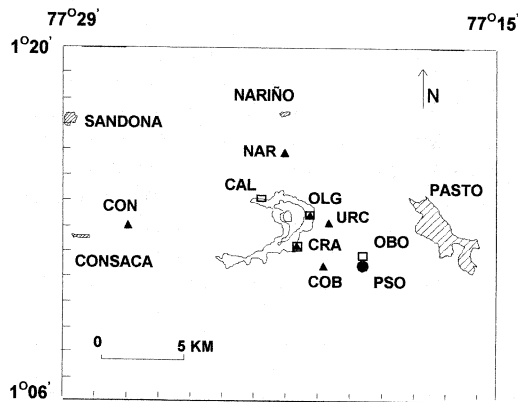 77°29' 77°15'
1°20'
NARIÑO
N
SANDONA
NAR
CAL OLG PASTO
CON URC
CRA OBO
CONSACA
COB PSO
0 5 KM
1°06'